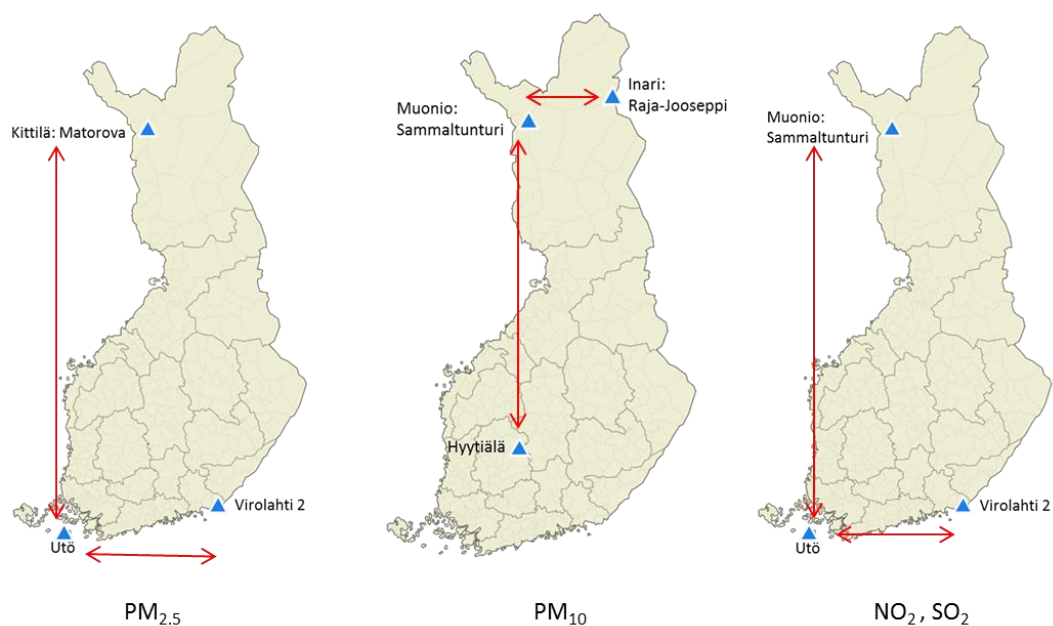 Kittilä: Matorova
Utö
Virolahti 2
PM2.5
Muonio:
Sammaltunturi
Inari:
Raja-Jooseppi
Hyytiälä
PM10
Muonio:
Sammaltunturi
Utö
Virolahti 2
NO2 , SO2